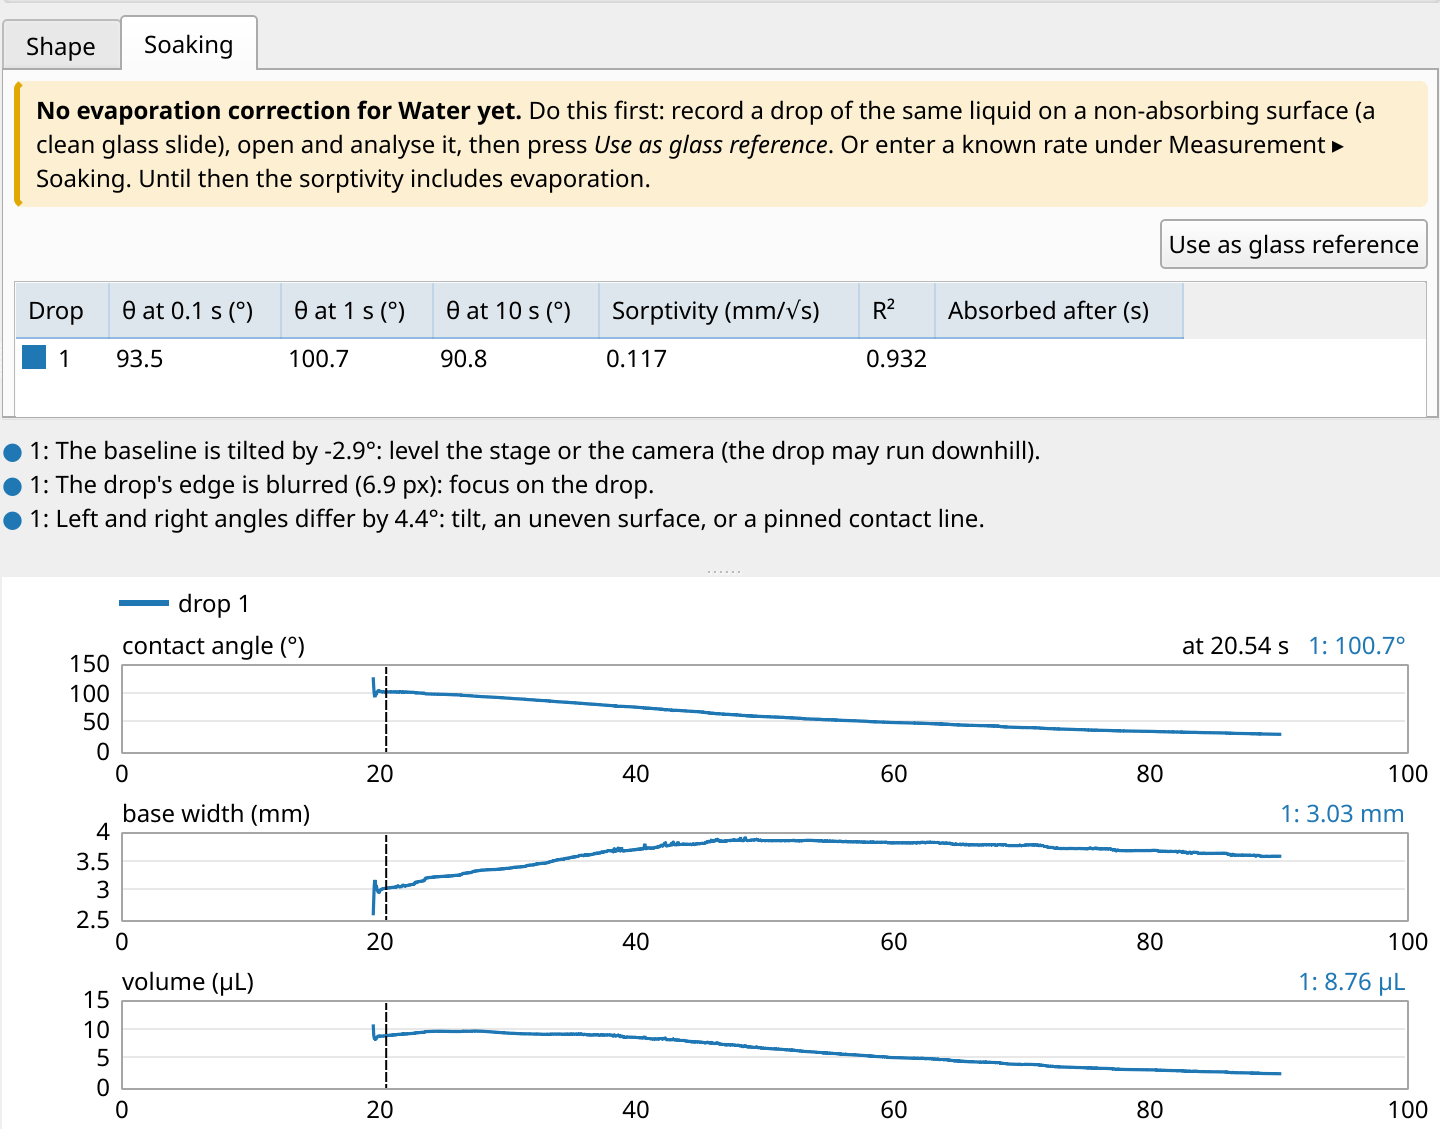 Shape Soaking
No evaporation correction for Water yet. Do this first: record a drop of the same liquid on a non-absorbing surface (a
clean glass slide), open and analyse it, then press Use as glass reference. Or enter a known rate under Measurement ▸
Soaking. Until then the sorptivity includes evaporation.
Use as glass reference
Drop θ at 0.1 s (°) θ at 1 s (°) θ at 10 s (°) Sorptivity (mm/√s) R² Absorbed after (s)
1 93.5 100.7 90.8 0.117 0.932
1: The baseline is tilted by -2.9°: level the stage or the camera (the drop may run downhill).
1: The drop's edge is blurred (6.9 px): focus on the drop.
1: Left and right angles differ by 4.4°: tilt, an uneven surface, or a pinned contact line.
drop 1
contact angle (°) at 20.54 s 1: 100.7°
150
100
50
0
0 20 40 60 80 100
base width (mm) 1: 3.03 mm
4
3.5
3
2.5
0 20 40 60 80 100
volume (µL) 1: 8.76 µL
15
10
5
0
0 20 40 60 80 100